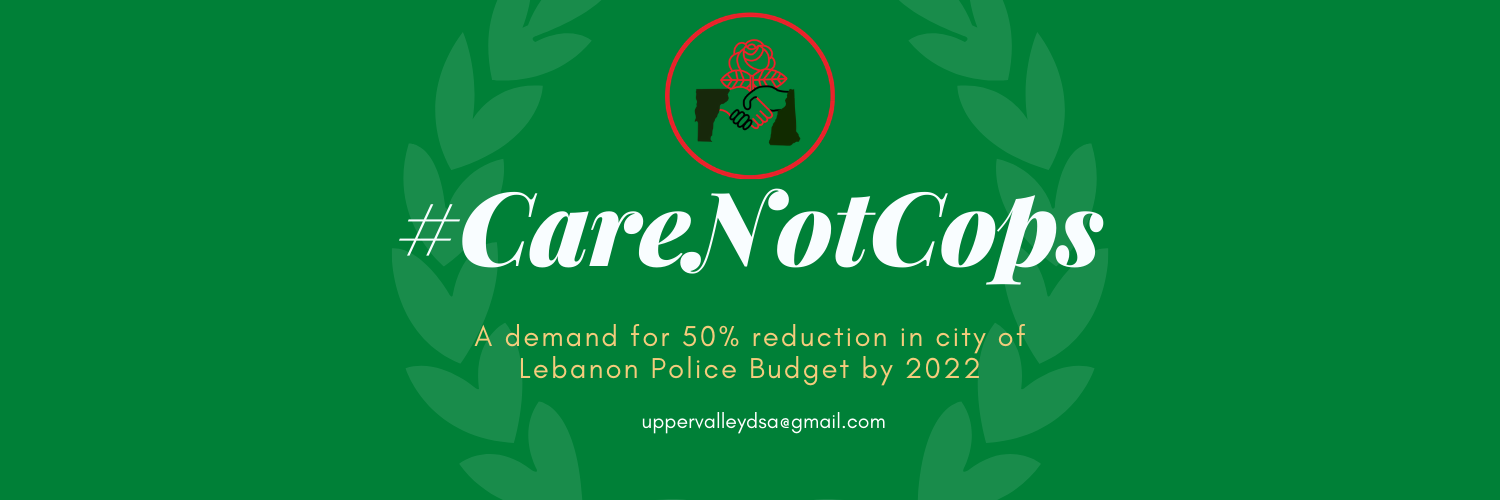 #CareNotCops
A demand for 50% reduction in city of
Lebanon Police Budget by 2022
uppervalleydsa@gmail.com